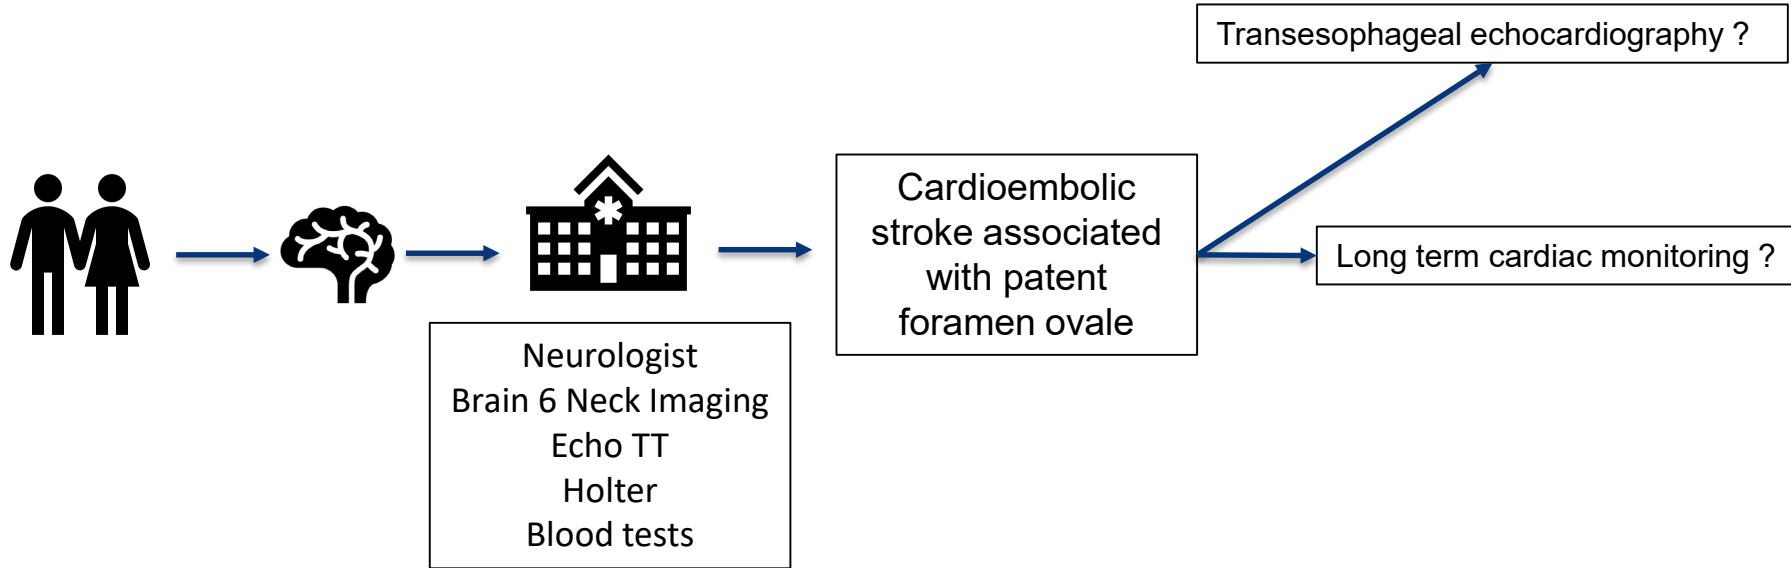 Transesophageal echocardiography ?
Cardioembolic
stroke associated
with patent
foramen ovale
Long term cardiac monitoring ?
Neurologist
Brain 6 Neck Imaging
Echo TT
Holter
Blood tests